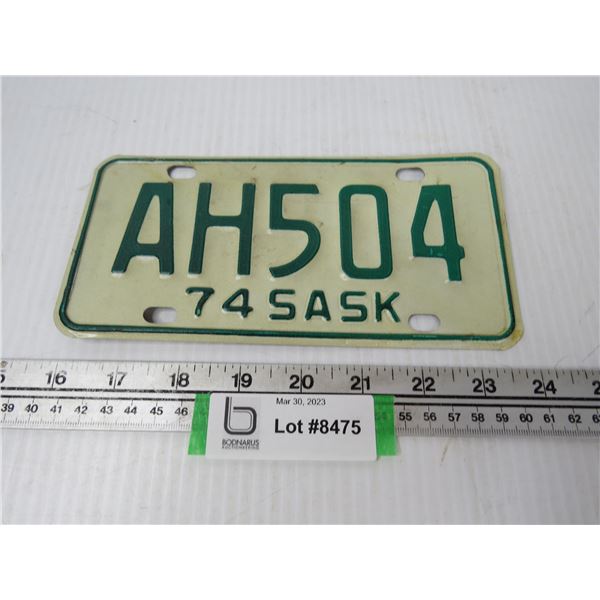 AH504
74 SASK
16 17 18 19 20 21 22 23 24
39 40 41 42 43 44 45 46 55 56 57 58 59 60 61 62
Mar 30, 2023
b
BODNARUS
AUCTIONEERING
Lot #8475